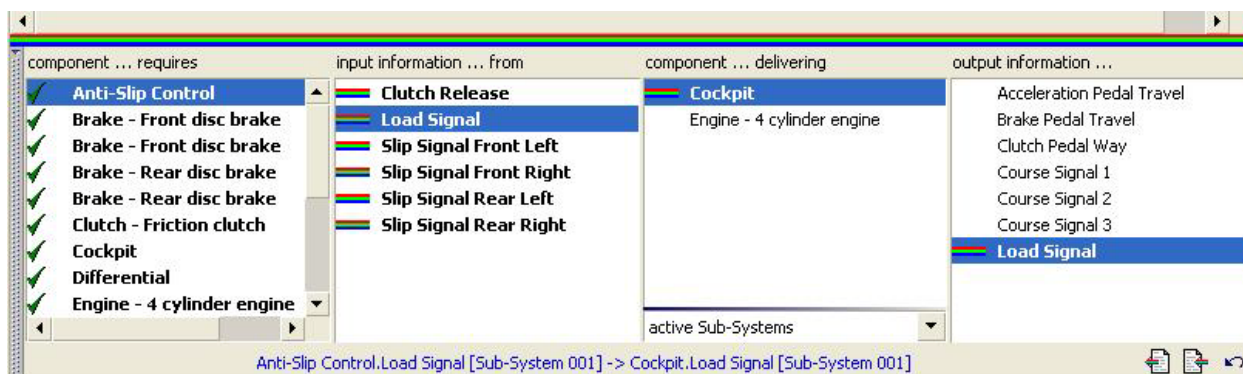 component ... requires
Anti-Slip Control
Brake - Front disc brake
Brake - Front disc brake
Brake - Rear disc brake
Brake - Rear disc brake
Clutch - Friction clutch
Cockpit
Differential
Engine - 4 cylinder engine
input information ... from
Clutch Release
Load Signal
Slip Signal Front Left
Slip Signal Front Right
Slip Signal Rear Left
Slip Signal Rear Right
component ... delivering
Cockpit
Engine - 4 cylinder engine
active Sub-Systems
output information ...
Acceleration Pedal Travel
Brake Pedal Travel
Clutch Pedal Way
Course Signal 1
Course Signal 2
Course Signal 3
Load Signal
Anti-Slip Control.Load Signal [Sub-System 001] -> Cockpit.Load Signal [Sub-System 001]